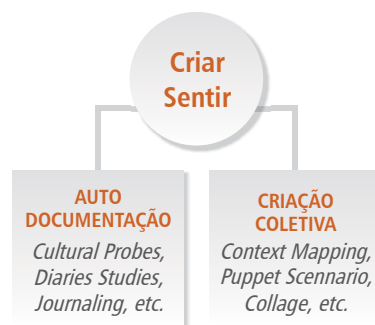 Criar
Sentir
AUTO
DOCUMENTAÇÃO
Cultural Probes,
Diaries Studies,
Journaling, etc.
CRIAÇÃO
COLETIVA
Context Mapping,
Puppet Scennario,
Collage, etc.